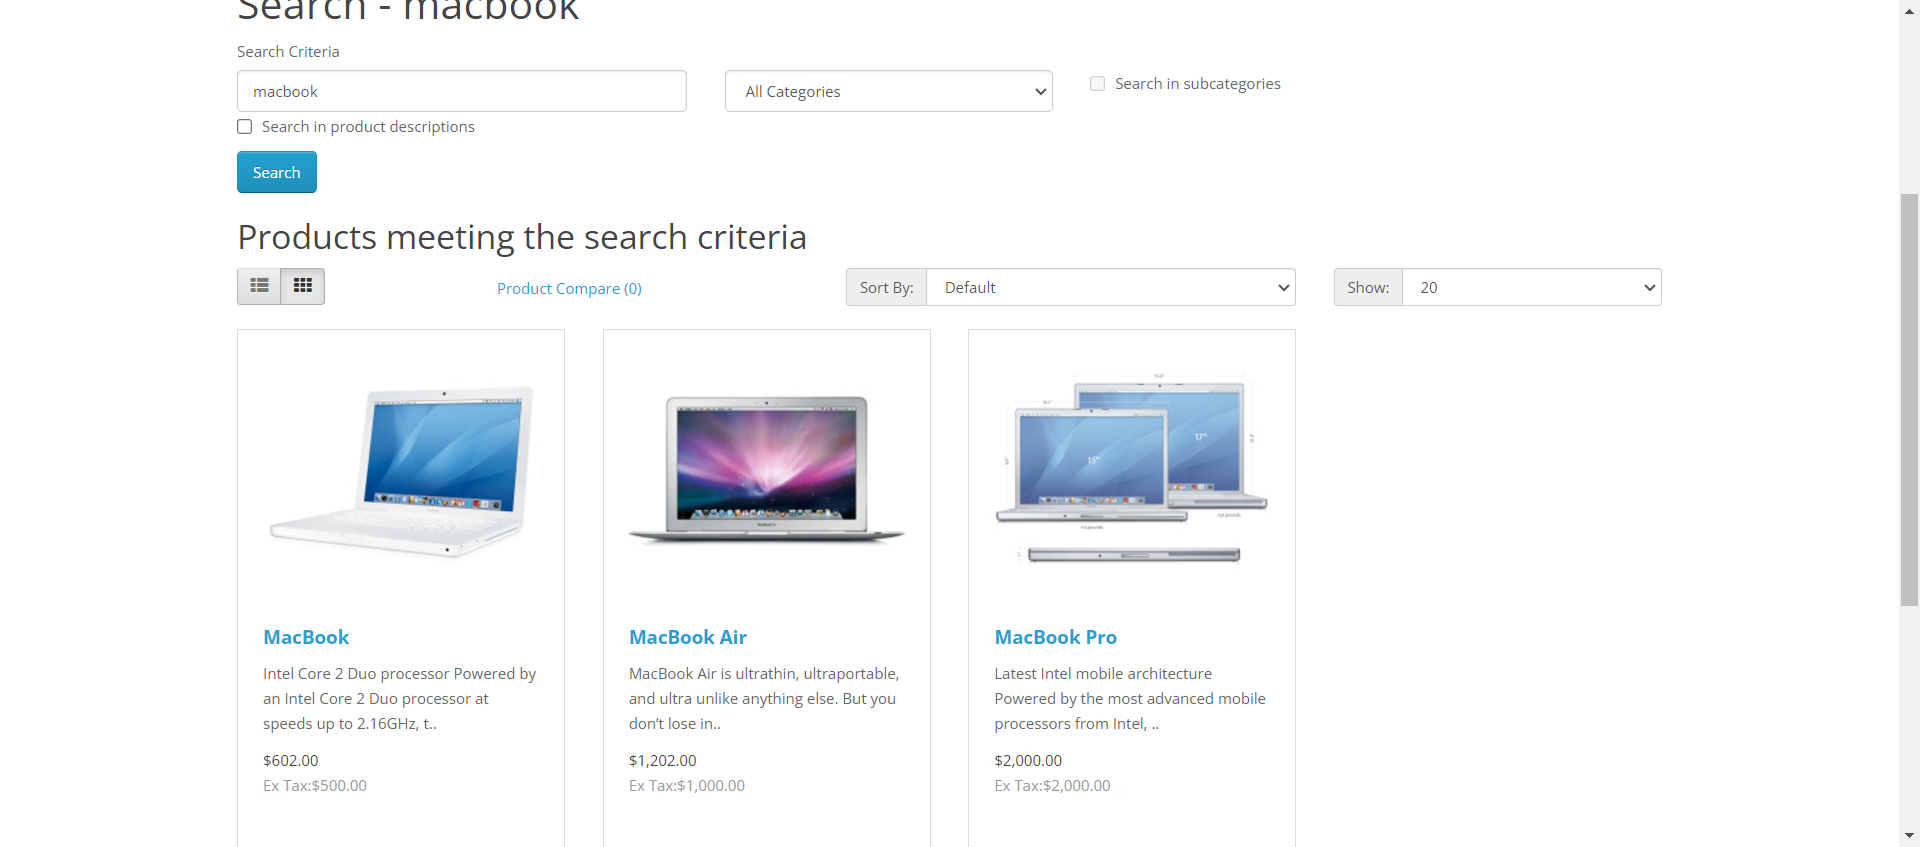 Search - macbook
Search Criteria
macbook
All Categories
Search in subcategories
Search in product descriptions
Search
Products meeting the search criteria
Product Compare (0)
Sort By:
Default
Show:
20
15"
17"
MacBook
Intel Core 2 Duo processor Powered by
an Intel Core 2 Duo processor at
speeds up to 2.16GHz, t..
$602.00
Ex Tax:$500.00
MacBook Air
MacBook Air is ultrathin, ultraportable,
and ultra unlike anything else. But you
don’t lose in..
$1,202.00
Ex Tax:$1,000.00
MacBook Pro
Latest Intel mobile architecture
Powered by the most advanced mobile
processors from Intel, ..
$2,000.00
Ex Tax:$2,000.00